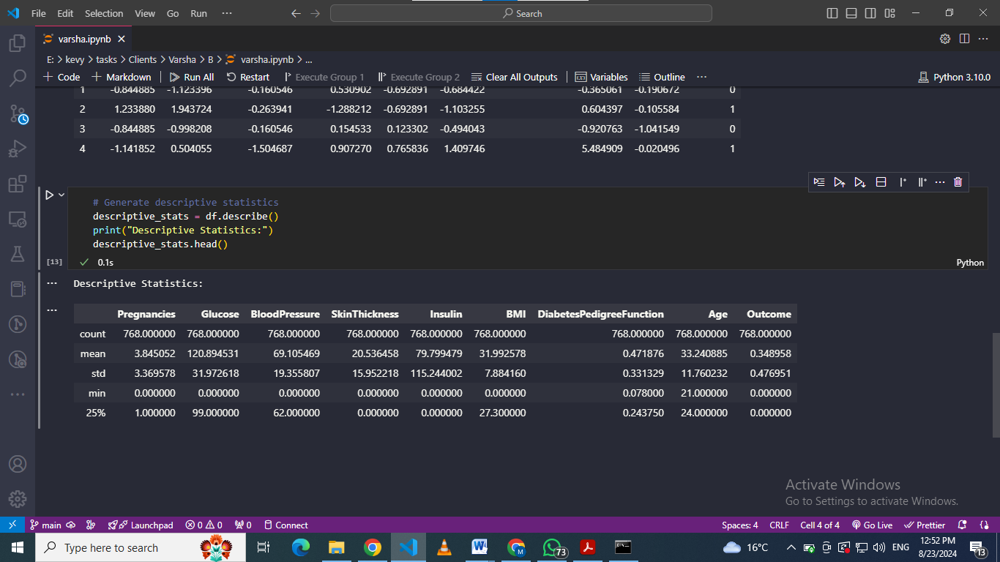 File Edit Selection View Go Run ··· Search
varsha.ipynb
E: > kevy > tasks > Clients > Varsha > B > varsha.ipynb > ...
+ Code + Markdown Run All Restart Execute Group 1 Execute Group 2 Clear All Outputs Variables Outline ··· Python 3.10.0
1 -0.844885 -1.123396 -0.160546 0.530902 -0.692891 -0.684422 -0.365061 -0.190672 0
2 1.233880 1.943724 -0.263941 -1.288212 -0.692891 -1.103255 0.604397 -0.105584 1
3 -0.844885 -0.998208 -0.160546 0.154533 0.123302 -0.494043 -0.920763 -1.041549 0
4 -1.141852 0.504055 -1.504687 0.907270 0.765836 1.409746 5.484909 -0.020496 1
# Generate descriptive statistics
descriptive_stats = df.describe()
print("Descriptive Statistics:")
descriptive_stats.head()
[13] 0.1s Python
Descriptive Statistics:
Pregnancies Glucose BloodPressure SkinThickness Insulin BMI DiabetesPedigreeFunction Age Outcome
count 768.000000 768.000000 768.000000 768.000000 768.000000 768.000000 768.000000 768.000000 768.000000
mean 3.845052 120.894531 69.105469 20.536458 79.799479 31.992578 0.471876 33.240885 0.348958
std 3.369578 31.972618 19.355807 15.952218 115.244002 7.884160 0.331329 11.760232 0.476951
min 0.000000 0.000000 0.000000 0.000000 0.000000 0.000000 0.078000 21.000000 0.000000
25% 1.000000 99.000000 62.000000 0.000000 0.000000 27.300000 0.243750 24.000000 0.000000
Activate Windows
Go to Settings to activate Windows.
main Launchpad 0 0 0 Connect Spaces: 4 CRLF Cell 4 of 4 Go Live Prettier
Type here to search 73 16°C ENG 12:52 PM
8/23/2024 13